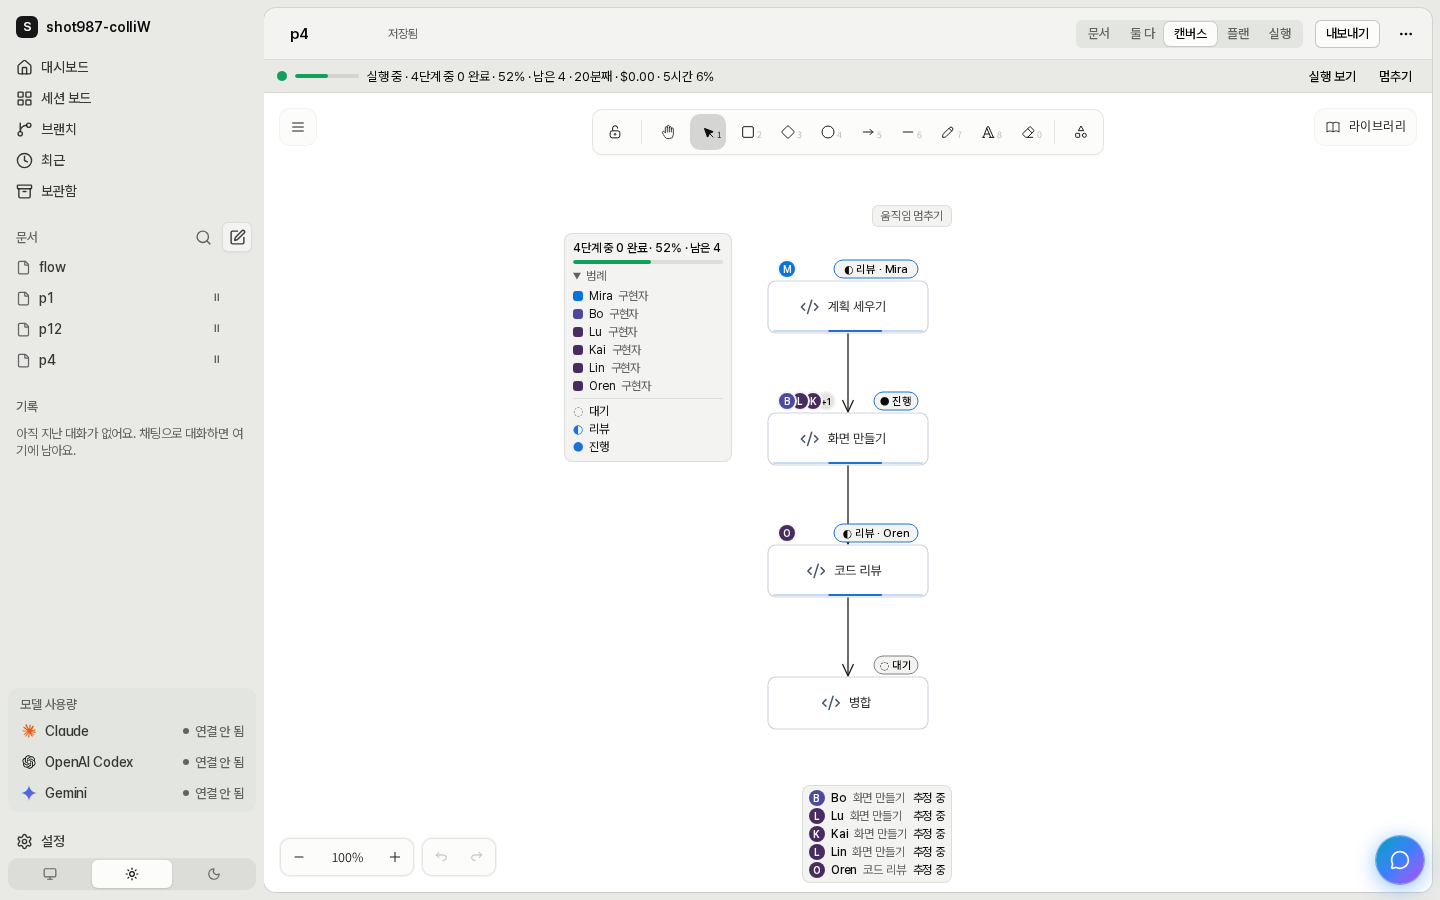 S shot987-colliW
대시보드
세션 보드
브랜치
최근
보관함
문서
flow
p1
p12
p4
기록
아직 지난 대화가 없어요. 채팅으로 대화하면 여
기에 남아요.
모델 사용량
Claude 연결 안 됨
OpenAI Codex 연결 안 됨
Gemini 연결 안 됨
설정
p4 저장됨
문서 둘 다 캔버스 플랜 실행 내보내기
실행 중 · 4단계 중 0 완료 · 52% · 남은 4 · 20분째 · $0.00 · 5시간 6%
실행 보기 멈추기
1 2 3 4 5 6 7 8 0
라이브러리
움직임 멈추기
4단계 중 0 완료 · 52% · 남은 4
▼ 범례
Mira 구현자
Bo 구현자
Lu 구현자
Kai 구현자
Lin 구현자
Oren 구현자
대기
리뷰
진행
M 리뷰 · Mira
계획 세우기
B L K +1 진행
화면 만들기
O 리뷰 · Oren
코드 리뷰
대기
병합
B Bo 화면 만들기 추정 중
L Lu 화면 만들기 추정 중
K Kai 화면 만들기 추정 중
L Lin 화면 만들기 추정 중
O Oren 코드 리뷰 추정 중
100%